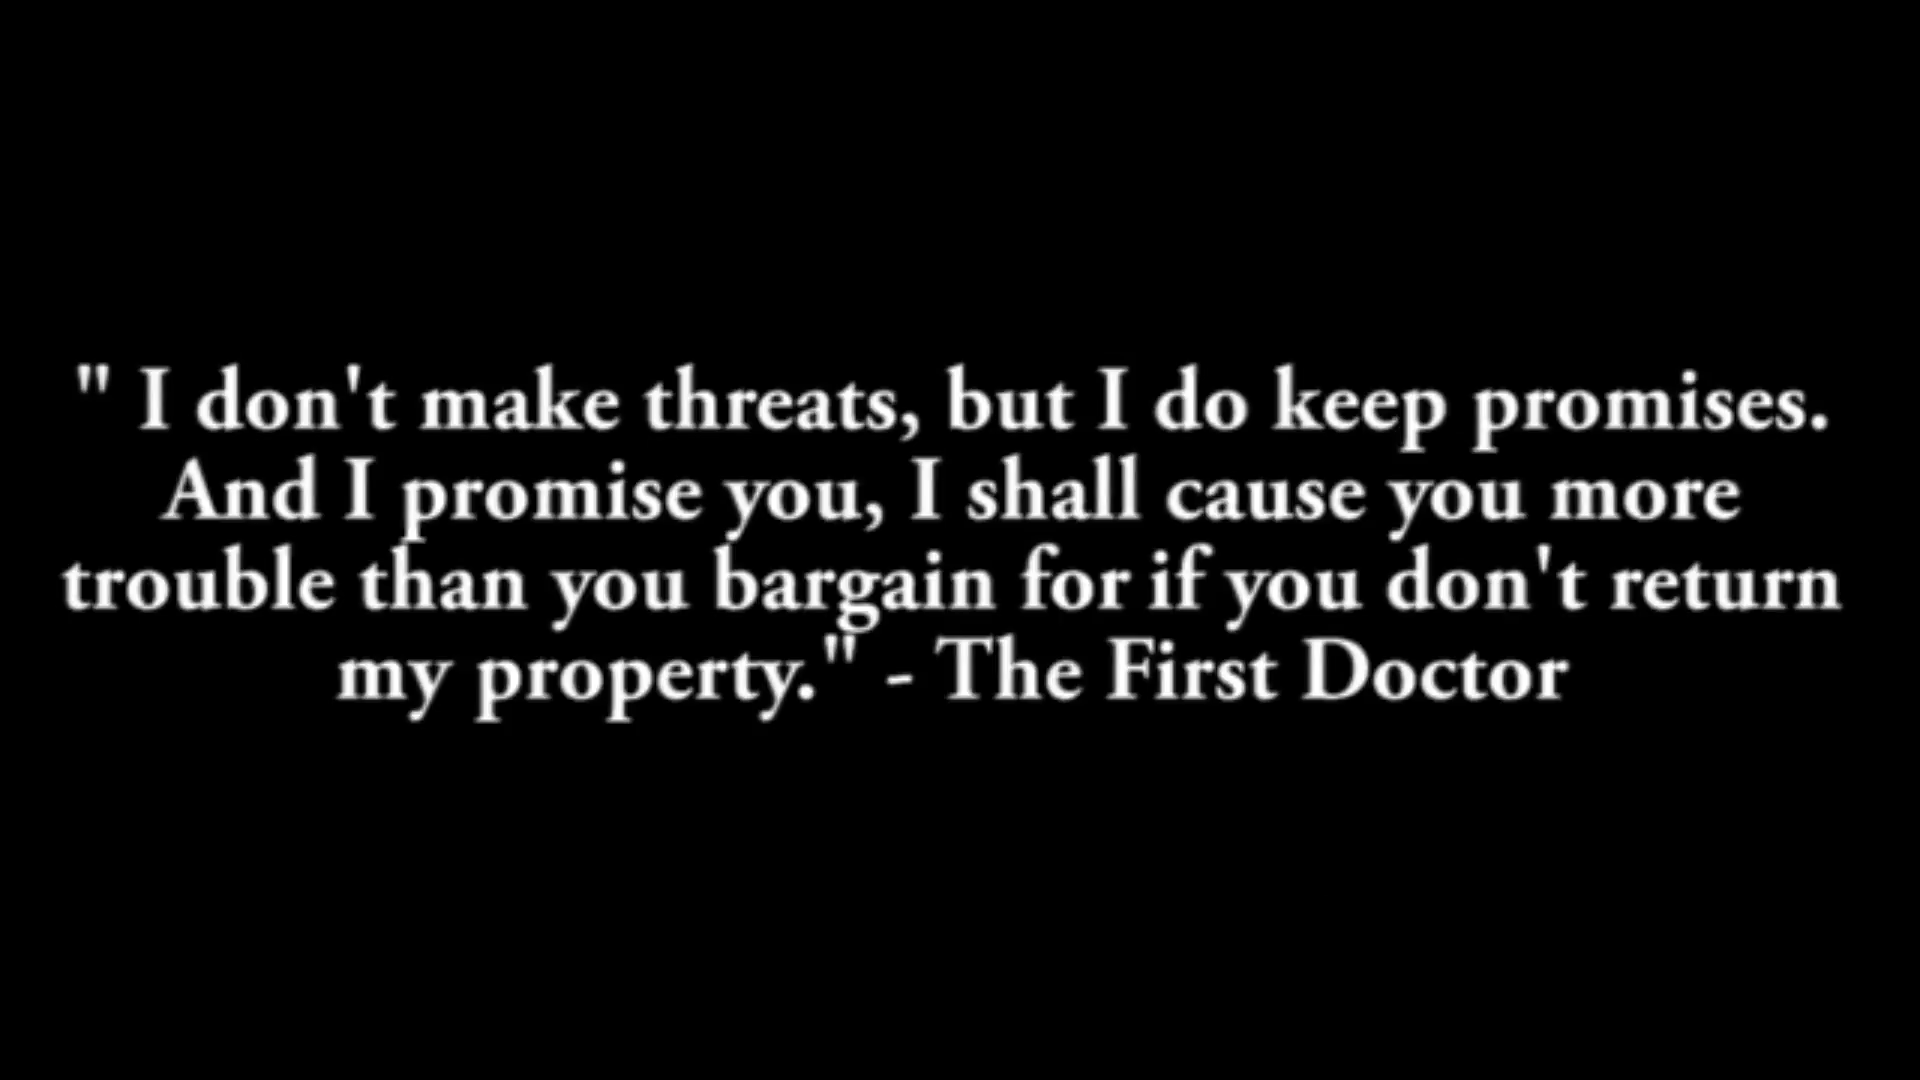 " I don't make threats, but I do keep promises.
And I promise you, I shall cause you more
trouble than you bargain for if you don't return
my property." - The First Doctor